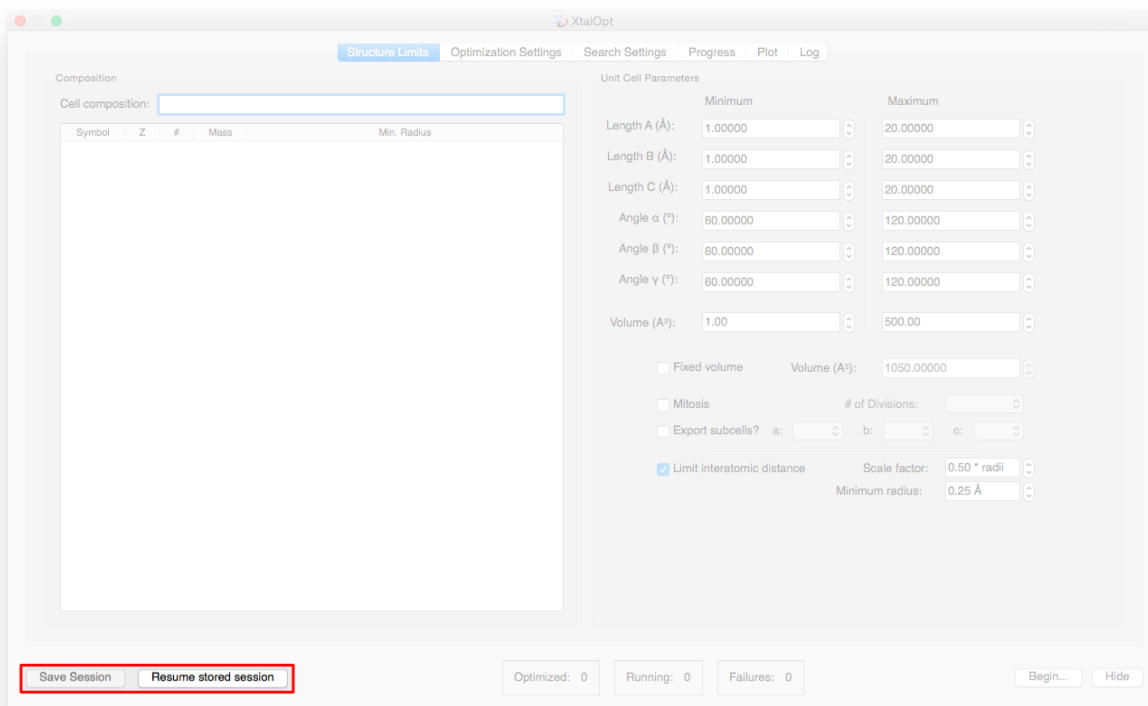 XtalOpt
Structure Limits Optimization Settings Search Settings Progress Plot Log
Composition
Cell composition:
Symbol Z # Mass Min. Radius
Unit Cell Parameters
Minimum Maximum
Length A (Å): 1.00000 20.00000
Length B (Å): 1.00000 20.00000
Length C (Å): 1.00000 20.00000
Angle α (º): 60.00000 120.00000
Angle β (º): 60.00000 120.00000
Angle γ (º): 60.00000 120.00000
Volume (Å³): 1.00 500.00
Fixed volume Volume (Å³): 1050.00000
Mitosis # of Divisions:
Export subcells? a: b: c:
Limit interatomic distance Scale factor: 0.50 * radii
Minimum radius: 0.25 Å
Save Session Resume stored session Optimized: 0 Running: 0 Failures: 0 Begin... Hide